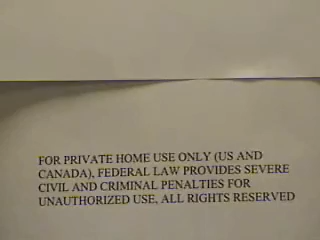 FOR PRIVATE HOME USE ONLY (US AND
CANADA), FEDERAL LAW PROVIDES SEVERE
CIVIL AND CRIMINAL PENALTIES FOR
UNAUTHORIZED USE, ALL RIGHTS RESERVED